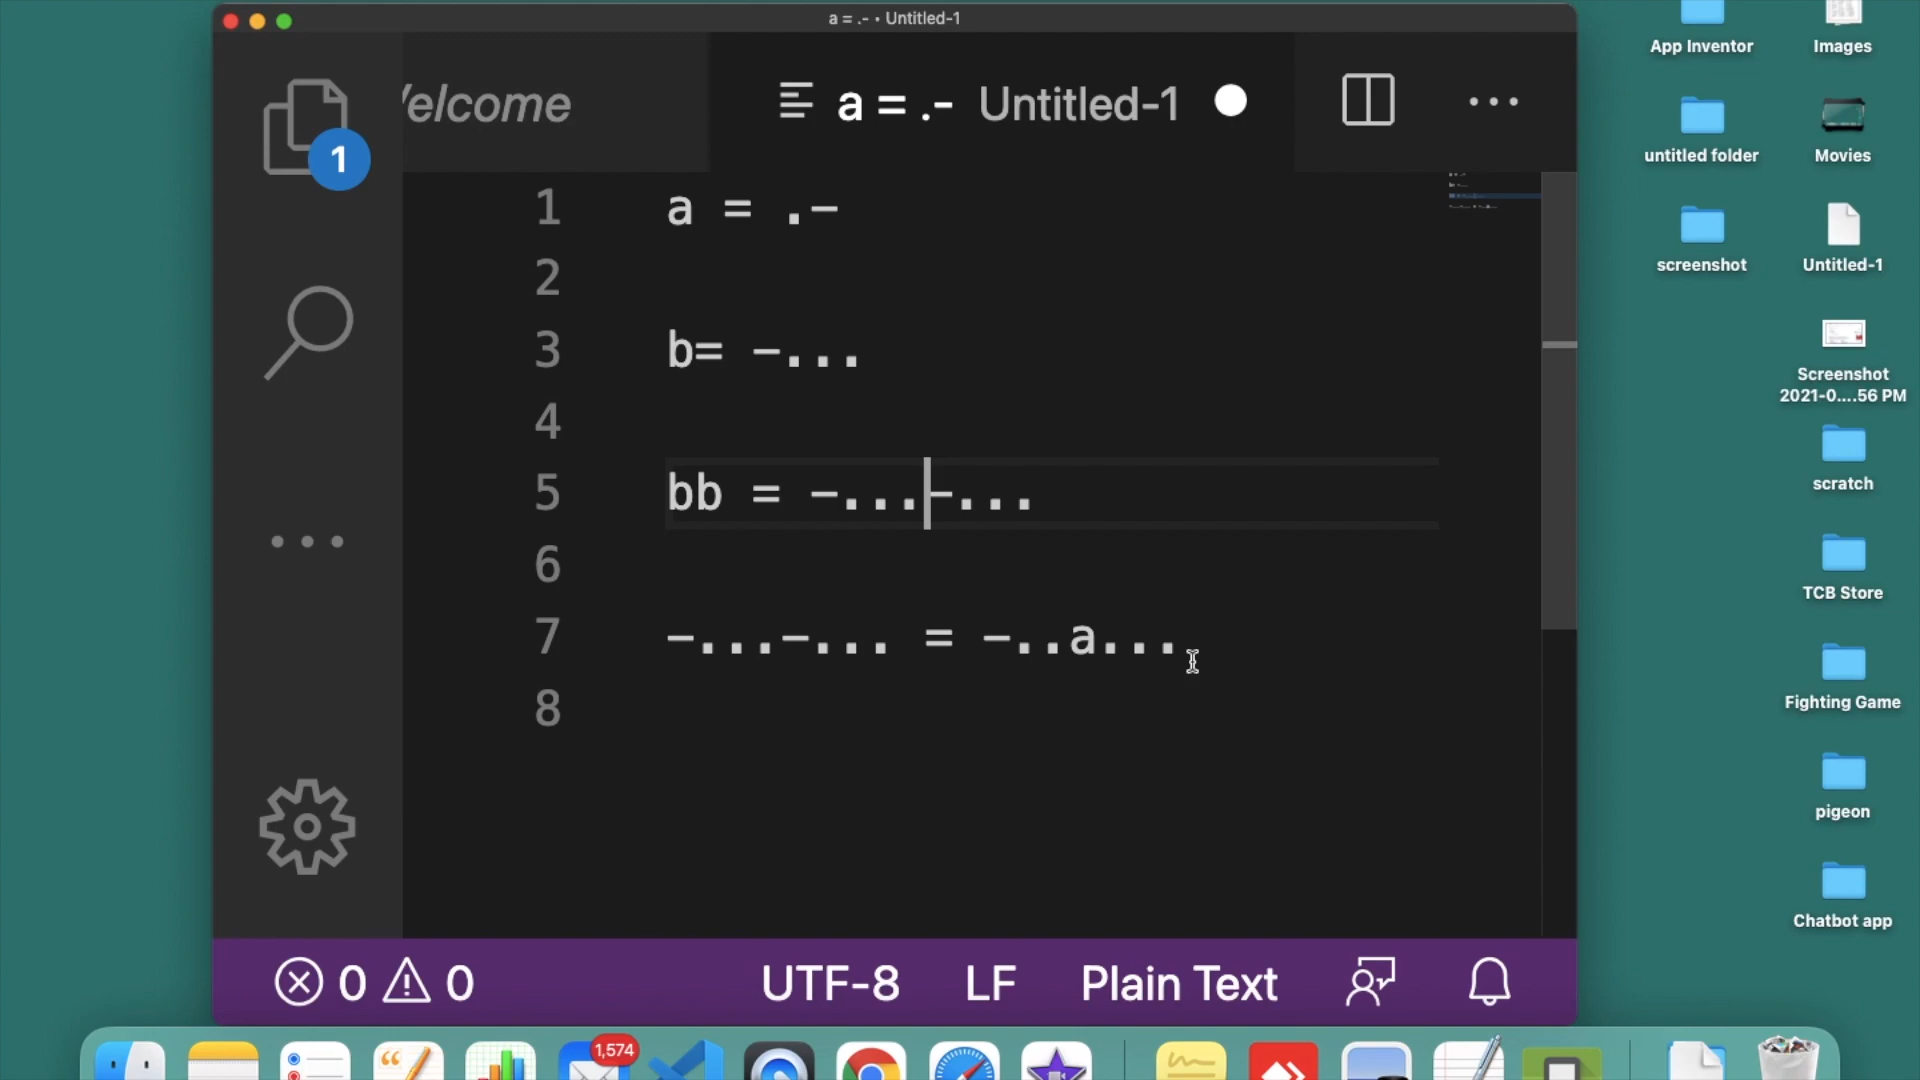 a = .- • Untitled-1
elcome
a = .- Untitled-1
1
1 a = .-
2
3 b= -...
4
5 bb = -...-...
6
7 -...-... = -..a...
8
0 0 UTF-8 LF Plain Text
App Inventor
Images
untitled folder
Movies
screenshot
Untitled-1
Screenshot
2021-0....56 PM
scratch
TCB Store
Fighting Game
pigeon
Chatbot app
1,574